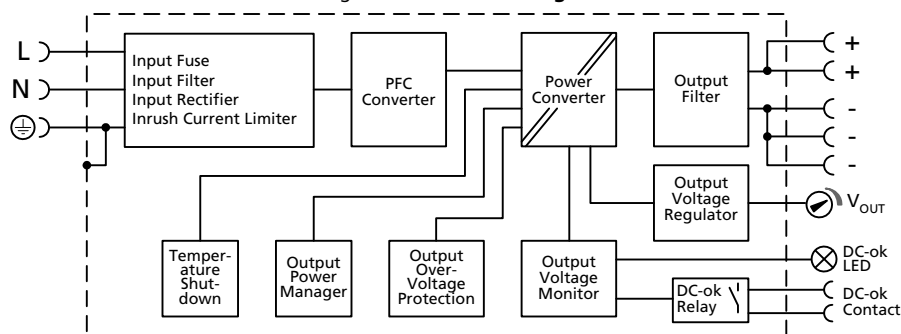 L
N
Input Fuse
Input Filter
Input Rectifier
Inrush Current Limiter
PFC
Converter
Power
Converter
Output
Filter
+
+
-
-
-
Output
Voltage
Regulator
VOUT
Temper-
ature
Shut-
down
Output
Power
Manager
Output
Over-
Voltage
Protection
Output
Voltage
Monitor
DC-ok
LED
DC-ok
Relay
DC-ok
Contact